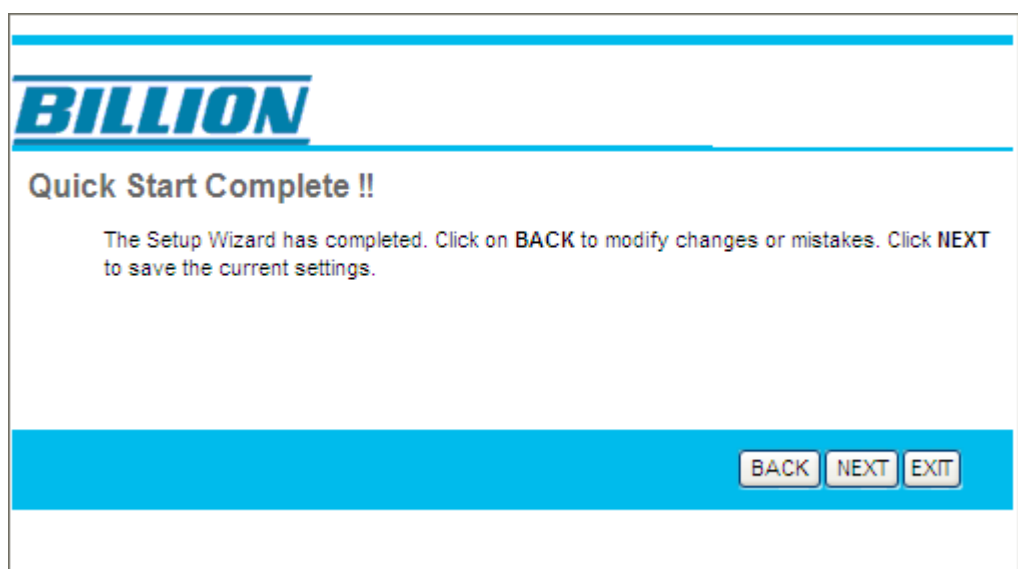 BILLION
Quick Start Complete !!
The Setup Wizard has completed. Click on BACK to modify changes or mistakes. Click NEXT
to save the current settings.
BACK NEXT EXIT